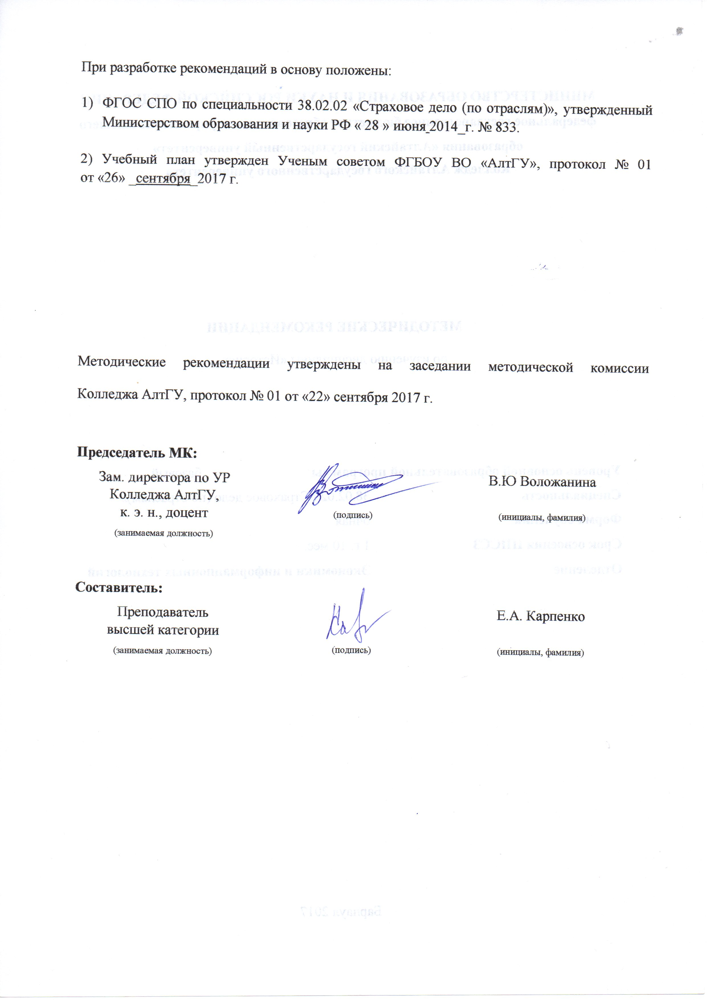 При разработке рекомендаций в основу положены:
1) ФГОС СПО по специальности 38.02.02 «Страховое дело (по отраслям)», утвержденный
Министерством образования и науки РФ « 28 » июня_2014_г. № 833.
2) Учебный план утвержден Ученым советом ФГБОУ ВО «АлтГУ», протокол № 01
от «26» _сентября_2017 г.
Методические рекомендации утверждены на заседании методической комиссии
Колледжа АлтГУ, протокол № 01 от «22» сентября 2017 г.
Председатель МК:
Зам. директора по УР
Колледжа АлтГУ,
к. э. н., доцент
(занимаемая должность)
(подпись)
В.Ю Воложанина
(инициалы, фамилия)
Составитель:
Преподаватель
высшей категории
(занимаемая должность)
(подпись)
Е.А. Карпенко
(инициалы, фамилия)